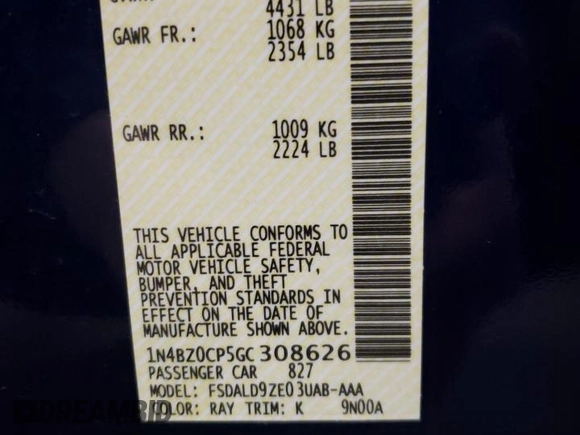 4431 LB
GAWR FR.: 1068 KG
2354 LB
GAWR RR.: 1009 KG
2224 LB
THIS VEHICLE CONFORMS TO
ALL APPLICABLE FEDERAL
MOTOR VEHICLE SAFETY,
BUMPER, AND THEFT
PREVENTION STANDARDS IN
EFFECT ON THE DATE OF
MANUFACTURE SHOWN ABOVE.
1N4BZ0CP5GC308626
PASSENGER CAR 827
MODEL: FSDALD9ZE03UAB-AAA
COLOR: RAY TRIM: K 9N00A
DREAMBID